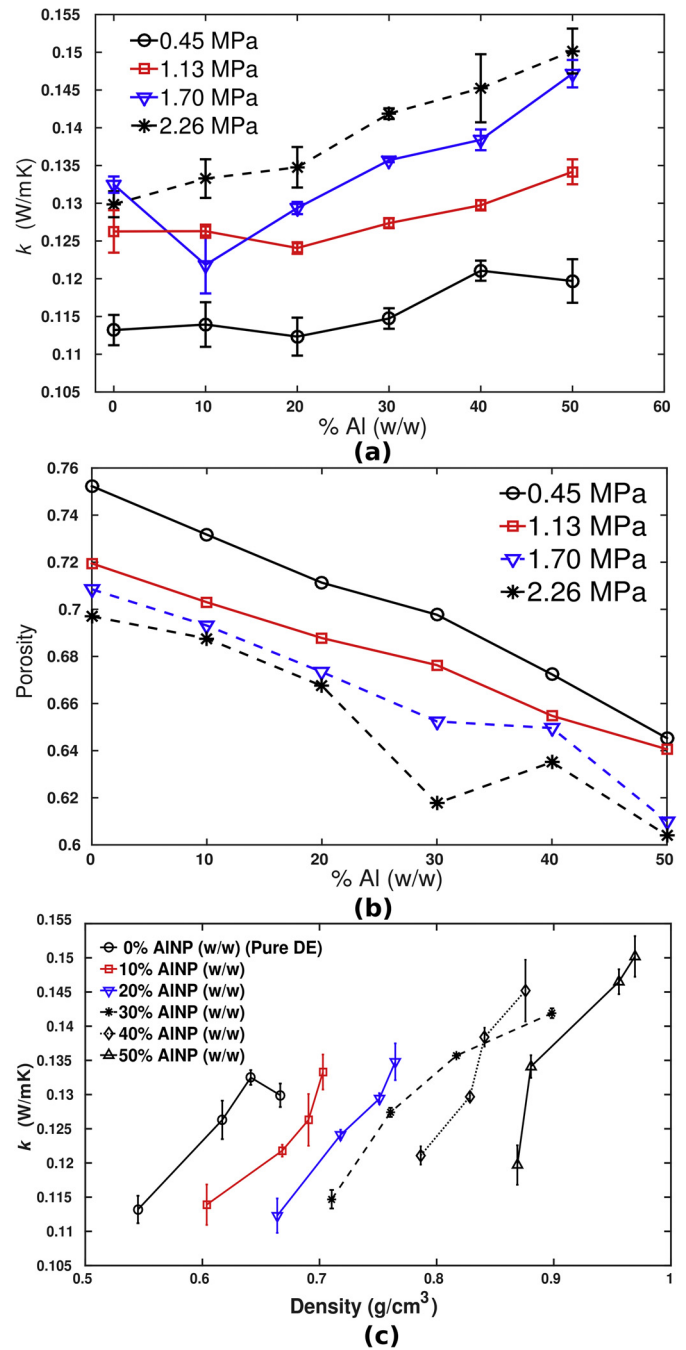 0.155
0.15
0.145
0.14
0.135
0.13
0.125
0.12
0.115
0.11
0.105
k (W/mK)
0.45 MPa
1.13 MPa
1.70 MPa
2.26 MPa
0 10 20 30 40 50 60
% Al (w/w)
(a)
0.76
0.74
0.72
0.7
0.68
0.66
0.64
0.62
0.6
Porosity
0.45 MPa
1.13 MPa
1.70 MPa
2.26 MPa
0 10 20 30 40 50
% Al (w/w)
(b)
0.155
0.15
0.145
0.14
0.135
0.13
0.125
0.12
0.115
0.11
0.105
k (W/mK)
0% AlNP (w/w) (Pure DE)
10% AlNP (w/w)
20% AlNP (w/w)
30% AlNP (w/w)
40% AlNP (w/w)
50% AlNP (w/w)
0.5 0.6 0.7 0.8 0.9 1
Density (g/cm³)
(c)